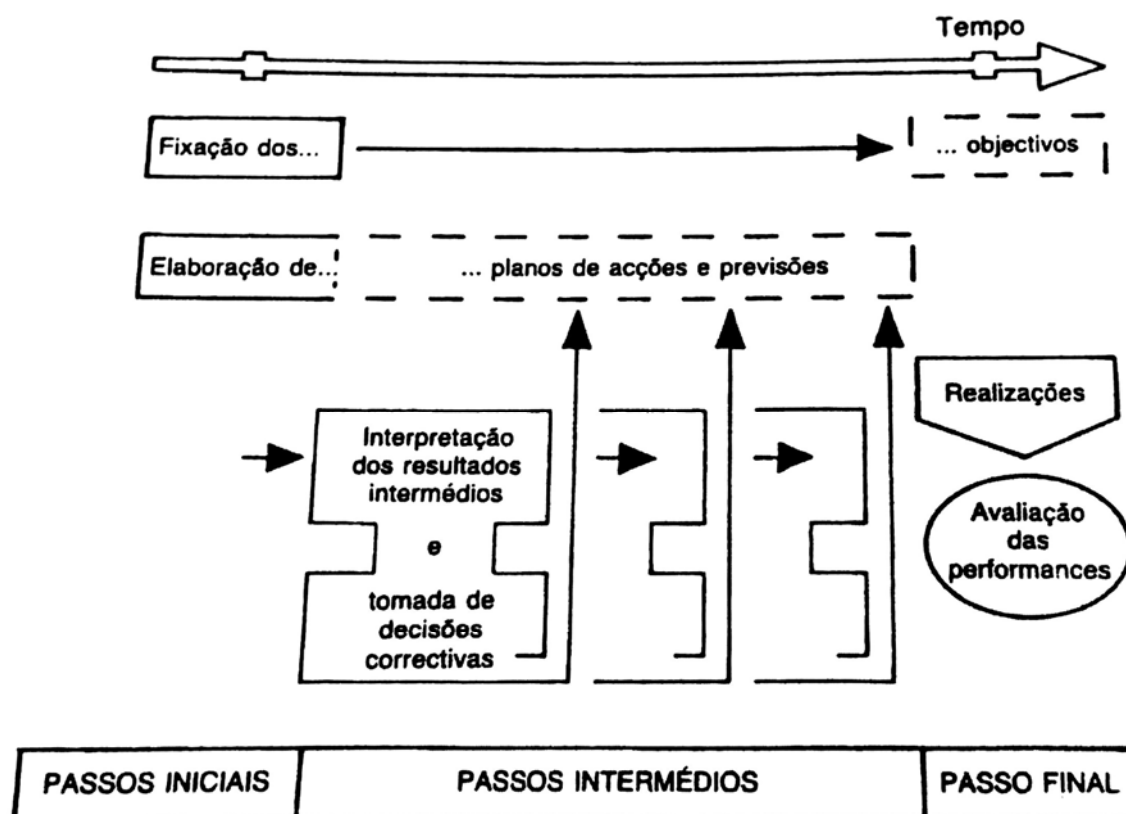 Tempo
Fixação dos...
... objectivos
Elaboração de...
... planos de acções e previsões
Realizações
Interpretação
dos resultados
intermédios
e
tomada de
decisões
correctivas
Avaliação
das
performances
PASSOS INICIAIS
PASSOS INTERMÉDIOS
PASSO FINAL